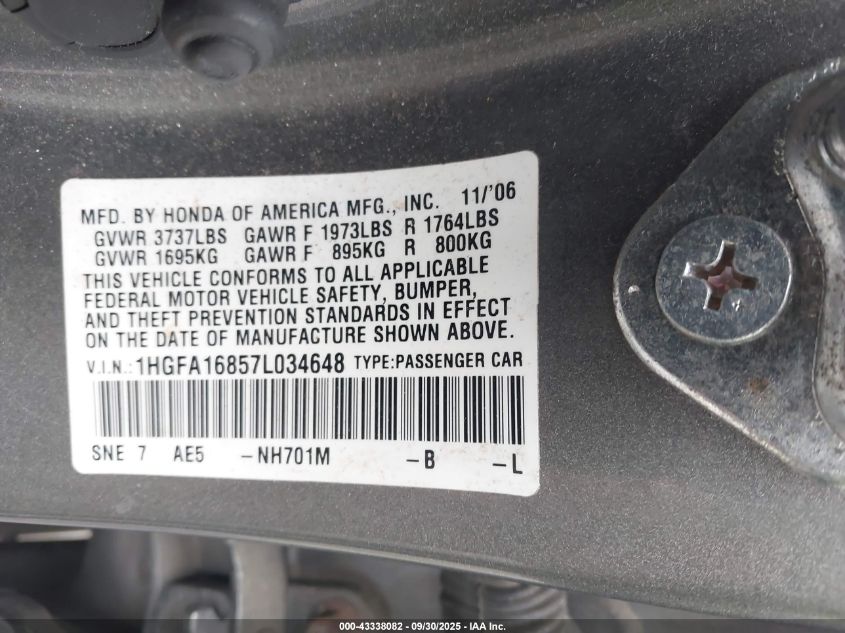 MFD. BY HONDA OF AMERICA MFG., INC. 11/'06
GVWR 3737LBS GAWR F 1973LBS R 1764LBS
GVWR 1695KG GAWR F 895KG R 800KG
THIS VEHICLE CONFORMS TO ALL APPLICABLE
FEDERAL MOTOR VEHICLE SAFETY, BUMPER,
AND THEFT PREVENTION STANDARDS IN EFFECT
ON THE DATE OF MANUFACTURE SHOWN ABOVE.
V.I.N.: 1HGFA16857L034648 TYPE:PASSENGER CAR
SNE 7 AE5 -NH701M -B -L
000-43338082 - 09/30/2025 - IAA Inc.